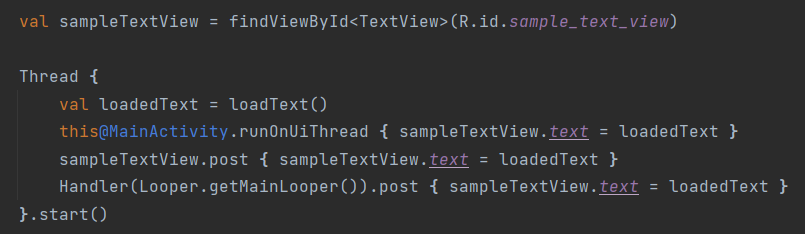 val sampleTextView = findViewById<TextView>(R.id.sample_text_view)
Thread {
val loadedText = loadText()
this@MainActivity.runOnUiThread { sampleTextView.text = loadedText }
sampleTextView.post { sampleTextView.text = loadedText }
Handler(Looper.getMainLooper()).post { sampleTextView.text = loadedText }
}.start()